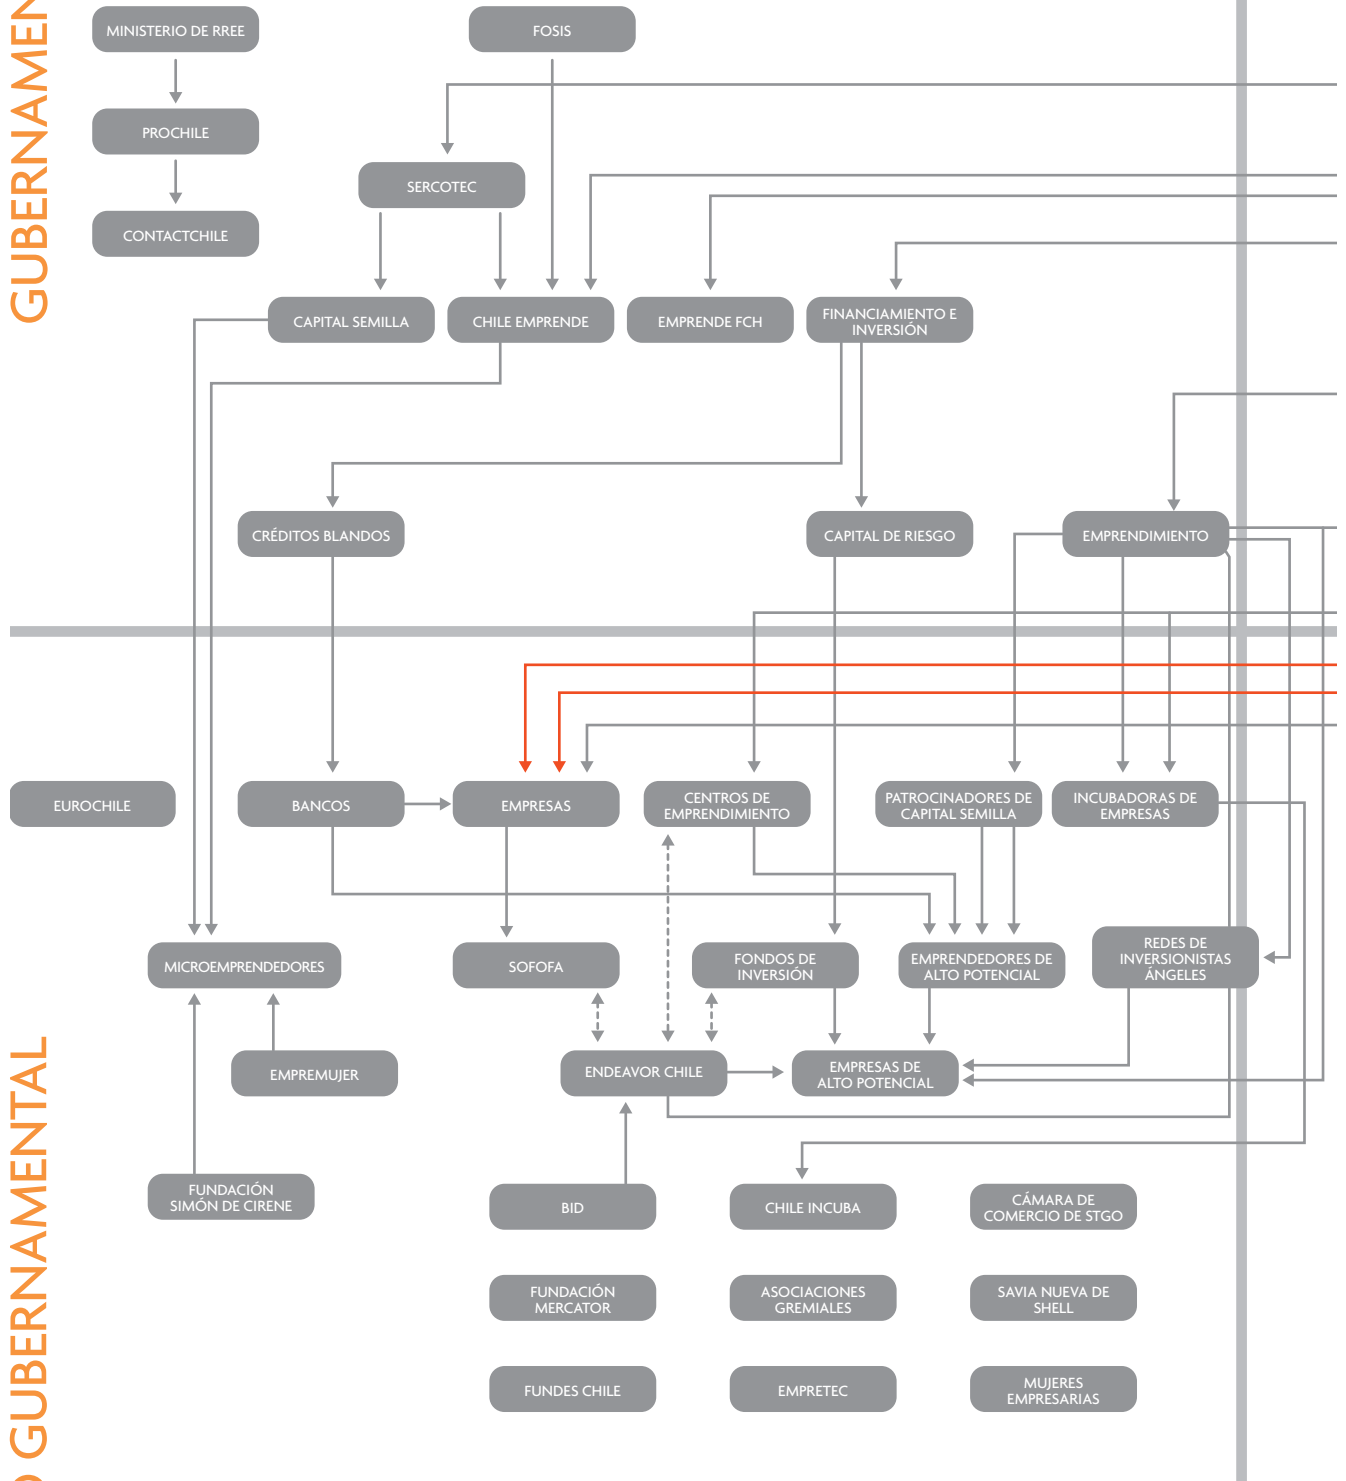 GUBERNAMEN
MINISTERIO DE RREE
FOSIS
PROCHILE
SERCOTEC
CONTACTCHILE
CAPITAL SEMILLA
CHILE EMPRENDE
EMPRENDE FCH
FINANCIAMIENTO E
INVERSIÓN
CRÉDITOS BLANDOS
CAPITAL DE RIESGO
EMPRENDIMIENTO
EUROCHILE
BANCOS
EMPRESAS
CENTROS DE
EMPRENDIMIENTO
PATROCINADORES DE
CAPITAL SEMILLA
INCUBADORAS DE
EMPRESAS
MICROEMPRENDEDORES
SOFOFA
FONDOS DE
INVERSIÓN
EMPRENDEDORES DE
ALTO POTENCIAL
REDES DE
INVERSIONISTAS
ÁNGELES
GUBERNAMENTAL
EMPREMUJER
ENDEAVOR CHILE
EMPRESAS DE
ALTO POTENCIAL
FUNDACIÓN
SIMÓN DE CIRENE
BID
CHILE INCUBA
CÁMARA DE
COMERCIO DE STGO
FUNDACIÓN
MERCATOR
ASOCIACIONES
GREMIALES
SAVIA NUEVA DE
SHELL
FUNDES CHILE
EMPRETEC
MUJERES
EMPRESARIAS